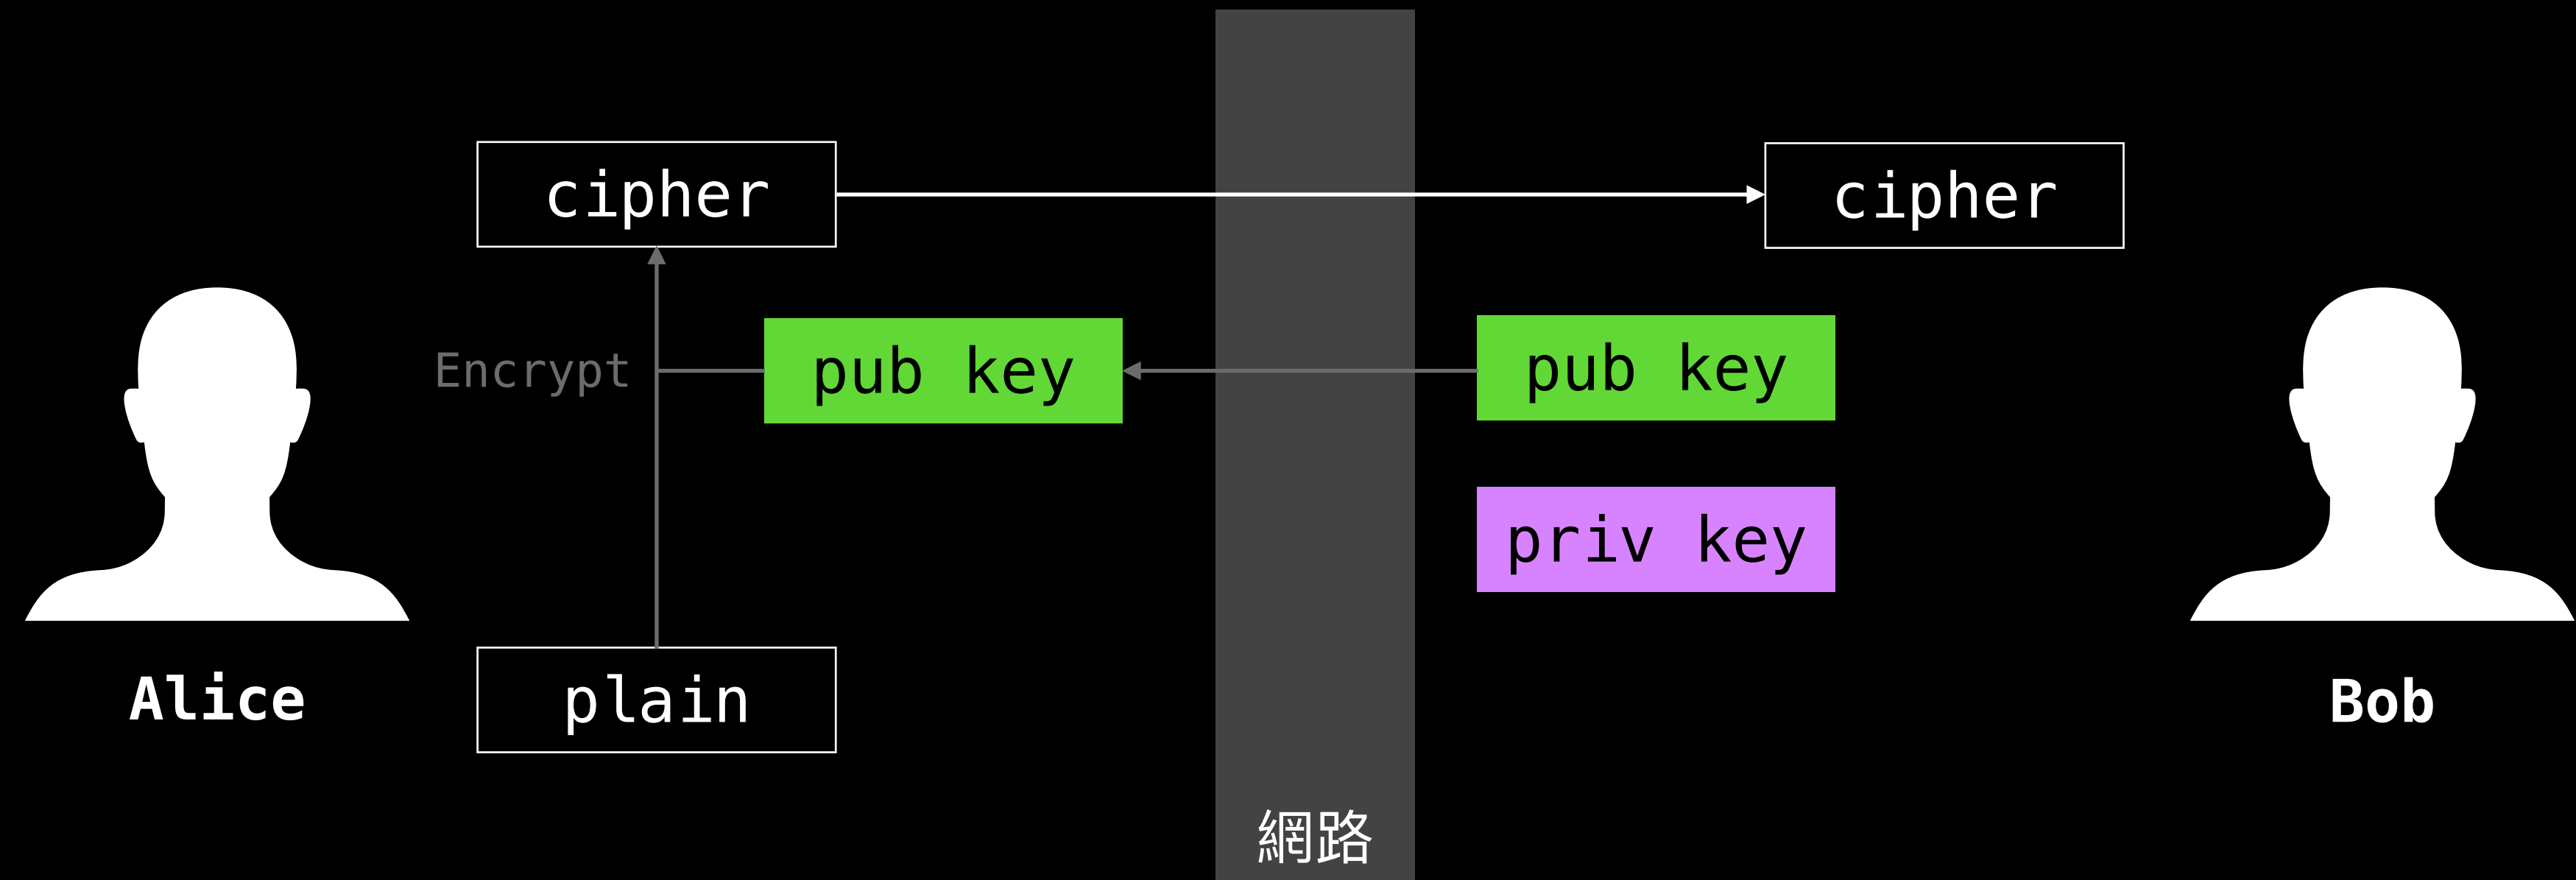 cipher
cipher
Encrypt
pub key
pub key
priv key
Alice
plain
Bob
網路